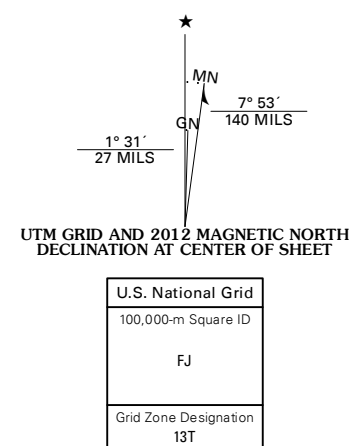 ★
MN
7° 53´
140 MILS
GN
1° 31´
27 MILS
UTM GRID AND 2012 MAGNETIC NORTH
DECLINATION AT CENTER OF SHEET
U.S. National Grid
100,000-m Square ID
FJ
Grid Zone Designation
13T